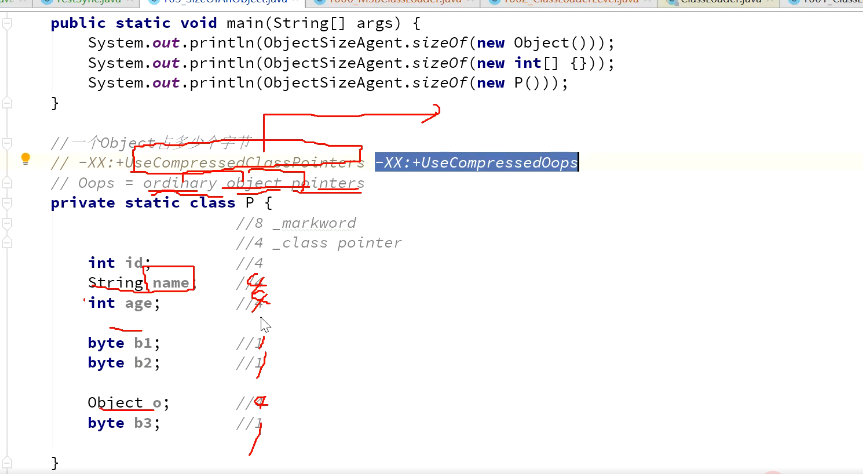 public static void main(String[] args) {
System.out.println(ObjectSizeAgent.sizeOf(new Object()));
System.out.println(ObjectSizeAgent.sizeOf(new int[] {}));
System.out.println(ObjectSizeAgent.sizeOf(new P()));
}
//一个Object占多少个字节
// -XX:+UseCompressedClassPointers -XX:+UseCompressedOops
// Oops = ordinary object pointers
private static class P {
//8 _markword
//4 _class pointer
int id; //4
String name //
int age; //4
byte b1; //1
byte b2; //1
Object o; //
byte b3; //1
}